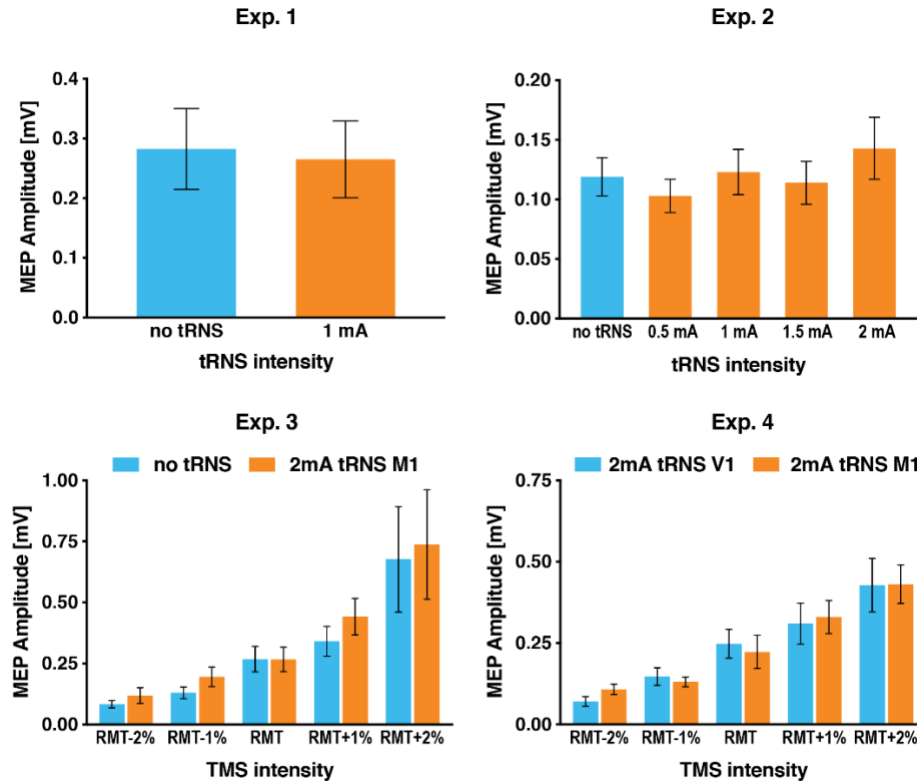 Exp. 1
MEP Amplitude [mV]
0.4
0.3
0.2
0.1
0.0
no tRNS 1 mA
tRNS intensity
Exp. 2
MEP Amplitude [mV]
0.20
0.15
0.10
0.05
0.00
no tRNS 0.5 mA 1 mA 1.5 mA 2 mA
tRNS intensity
Exp. 3
no tRNS 2mA tRNS M1
MEP Amplitude [mV]
1.00
0.75
0.50
0.25
0.00
RMT-2% RMT-1% RMT RMT+1% RMT+2%
TMS intensity
Exp. 4
2mA tRNS V1 2mA tRNS M1
MEP Amplitude [mV]
0.75
0.50
0.25
0.00
RMT-2% RMT-1% RMT RMT+1% RMT+2%
TMS intensity